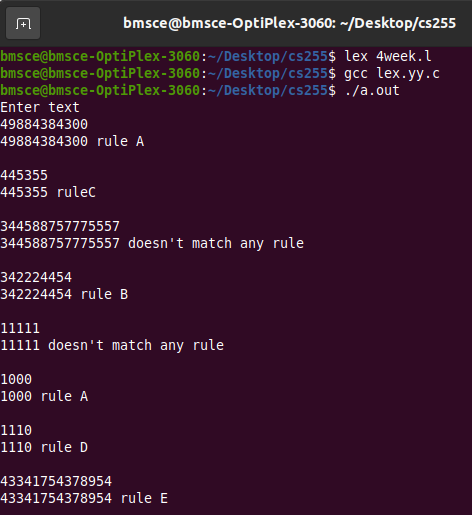 bmsce@bmsce-OptiPlex-3060: ~/Desktop/cs255
bmsce@bmsce-OptiPlex-3060:~/Desktop/cs255$ lex 4week.l
bmsce@bmsce-OptiPlex-3060:~/Desktop/cs255$ gcc lex.yy.c
bmsce@bmsce-OptiPlex-3060:~/Desktop/cs255$ ./a.out
Enter text
49884384300
49884384300 rule A
445355
445355 ruleC
344588757775557
344588757775557 doesn't match any rule
342224454
342224454 rule B
11111
11111 doesn't match any rule
1000
1000 rule A
1110
1110 rule D
43341754378954
43341754378954 rule E